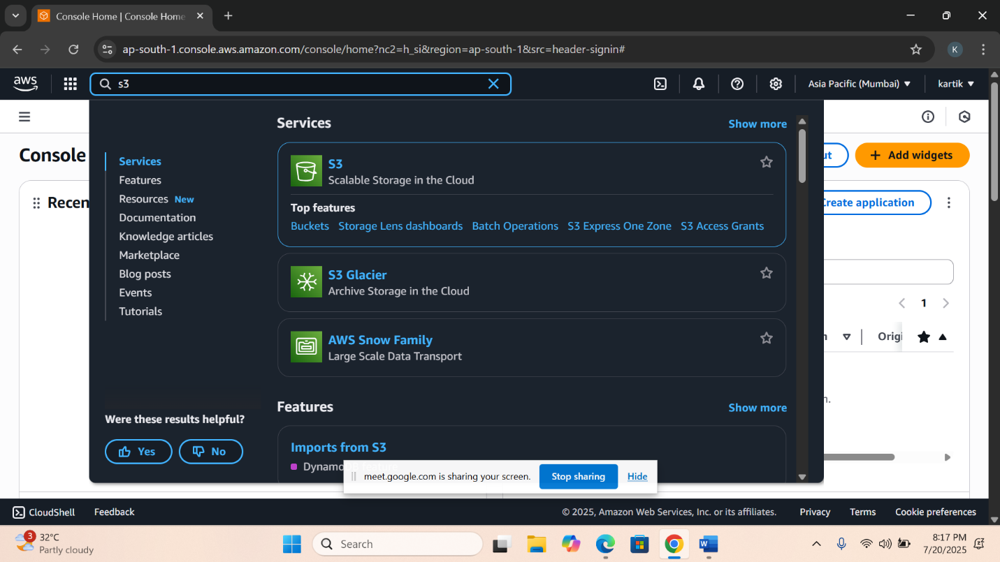 Console Home | Console Home
ap-south-1.console.aws.amazon.com/console/home?nc2=h_si&region=ap-south-1&src=header-signin#
K
aws
s3
Asia Pacific (Mumbai)
kartik
Console
Add widgets
Recen
Create application
1
Origi
Services
Features
Resources New
Documentation
Knowledge articles
Marketplace
Blog posts
Events
Tutorials
Were these results helpful?
Yes
No
Services
Show more
S3
Scalable Storage in the Cloud
Top features
Buckets Storage Lens dashboards Batch Operations S3 Express One Zone S3 Access Grants
S3 Glacier
Archive Storage in the Cloud
AWS Snow Family
Large Scale Data Transport
Features
Show more
Imports from S3
meet.google.com is sharing your screen.
Stop sharing
Hide
CloudShell
Feedback
© 2025, Amazon Web Services, Inc. or its affiliates.
Privacy
Terms
Cookie preferences
3
32°C
Partly cloudy
Search
8:17 PM
7/20/2025